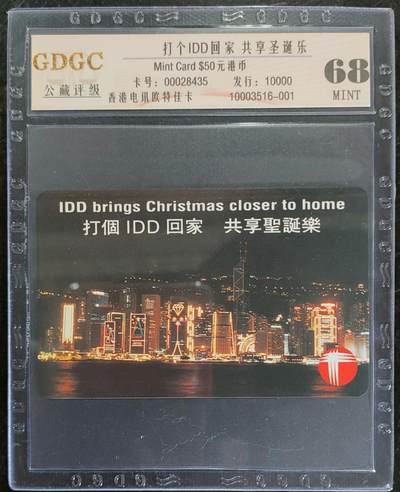 GDGC
公藏评级
打个IDD回家 共享圣诞乐
Mint Card $50元港币
卡号：00028435 发行：10000
香港电讯欧特佳卡 10003516-001
68
MINT
IDD brings Christmas closer to home
打個 IDD 回家 共享聖誕樂